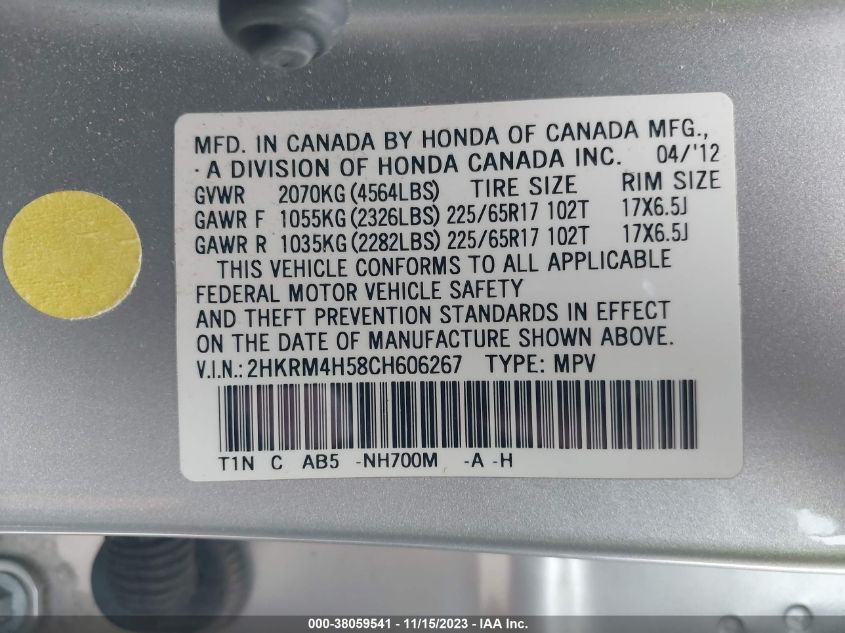 MFD. IN CANADA BY HONDA OF CANADA MFG.,
· A DIVISION OF HONDA CANADA INC. 04/'12
GVWR 2070KG (4564LBS) TIRE SIZE RIM SIZE
GAWR F 1055KG (2326LBS) 225/65R17 102T 17X6.5J
GAWR R 1035KG (2282LBS) 225/65R17 102T 17X6.5J
THIS VEHICLE CONFORMS TO ALL APPLICABLE
FEDERAL MOTOR VEHICLE SAFETY
AND THEFT PREVENTION STANDARDS IN EFFECT
ON THE DATE OF MANUFACTURE SHOWN ABOVE.
V.I.N.: 2HKRM4H58CH606267 TYPE: MPV
T1N C AB5 -NH700M -A -H
000-38059541 - 11/15/2023 - IAA Inc.